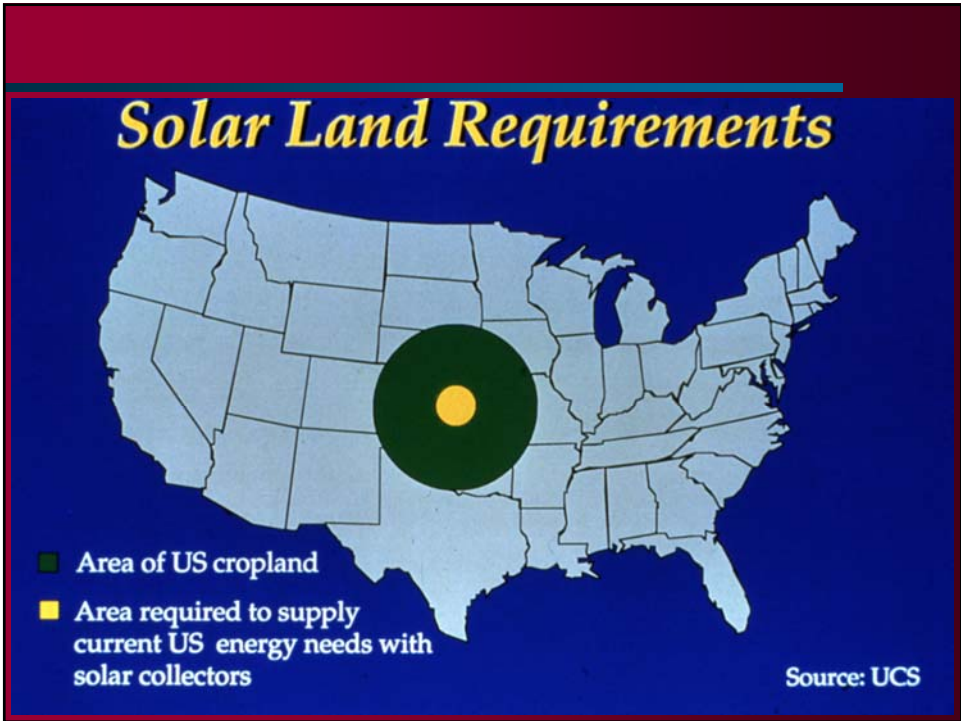 Solar Land Requirements
Area of US cropland
Area required to supply
current US energy needs with
solar collectors
Source: UCS